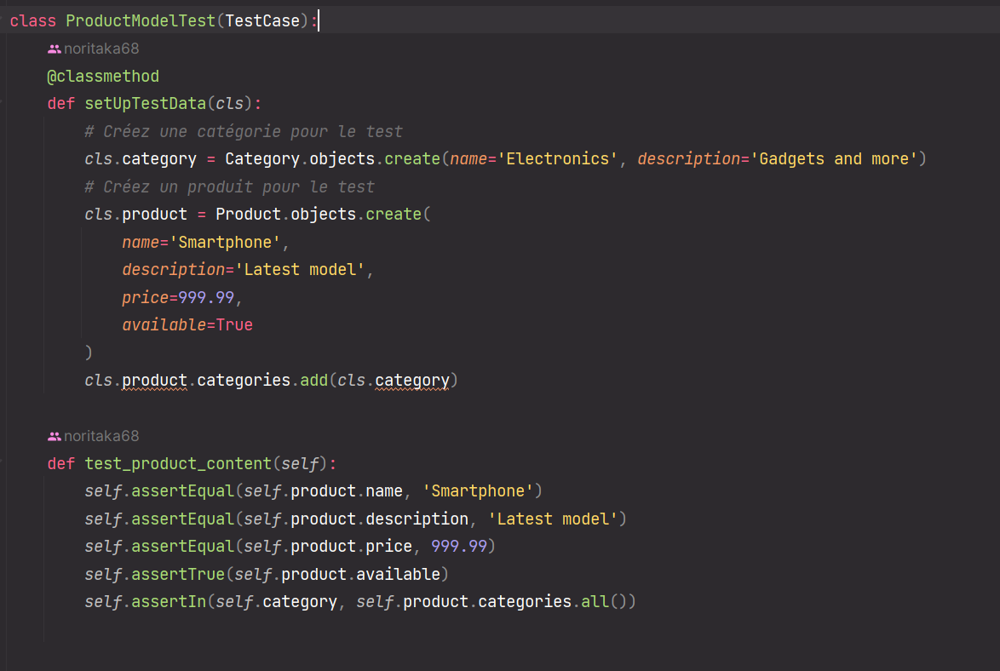 class ProductModelTest(TestCase):
noritaka68
@classmethod
def setUpTestData(cls):
# Créez une catégorie pour le test
cls.category = Category.objects.create(name='Electronics', description='Gadgets and more')
# Créez un produit pour le test
cls.product = Product.objects.create(
name='Smartphone',
description='Latest model',
price=999.99,
available=True
)
cls.product.categories.add(cls.category)
noritaka68
def test_product_content(self):
self.assertEqual(self.product.name, 'Smartphone')
self.assertEqual(self.product.description, 'Latest model')
self.assertEqual(self.product.price, 999.99)
self.assertTrue(self.product.available)
self.assertIn(self.category, self.product.categories.all())